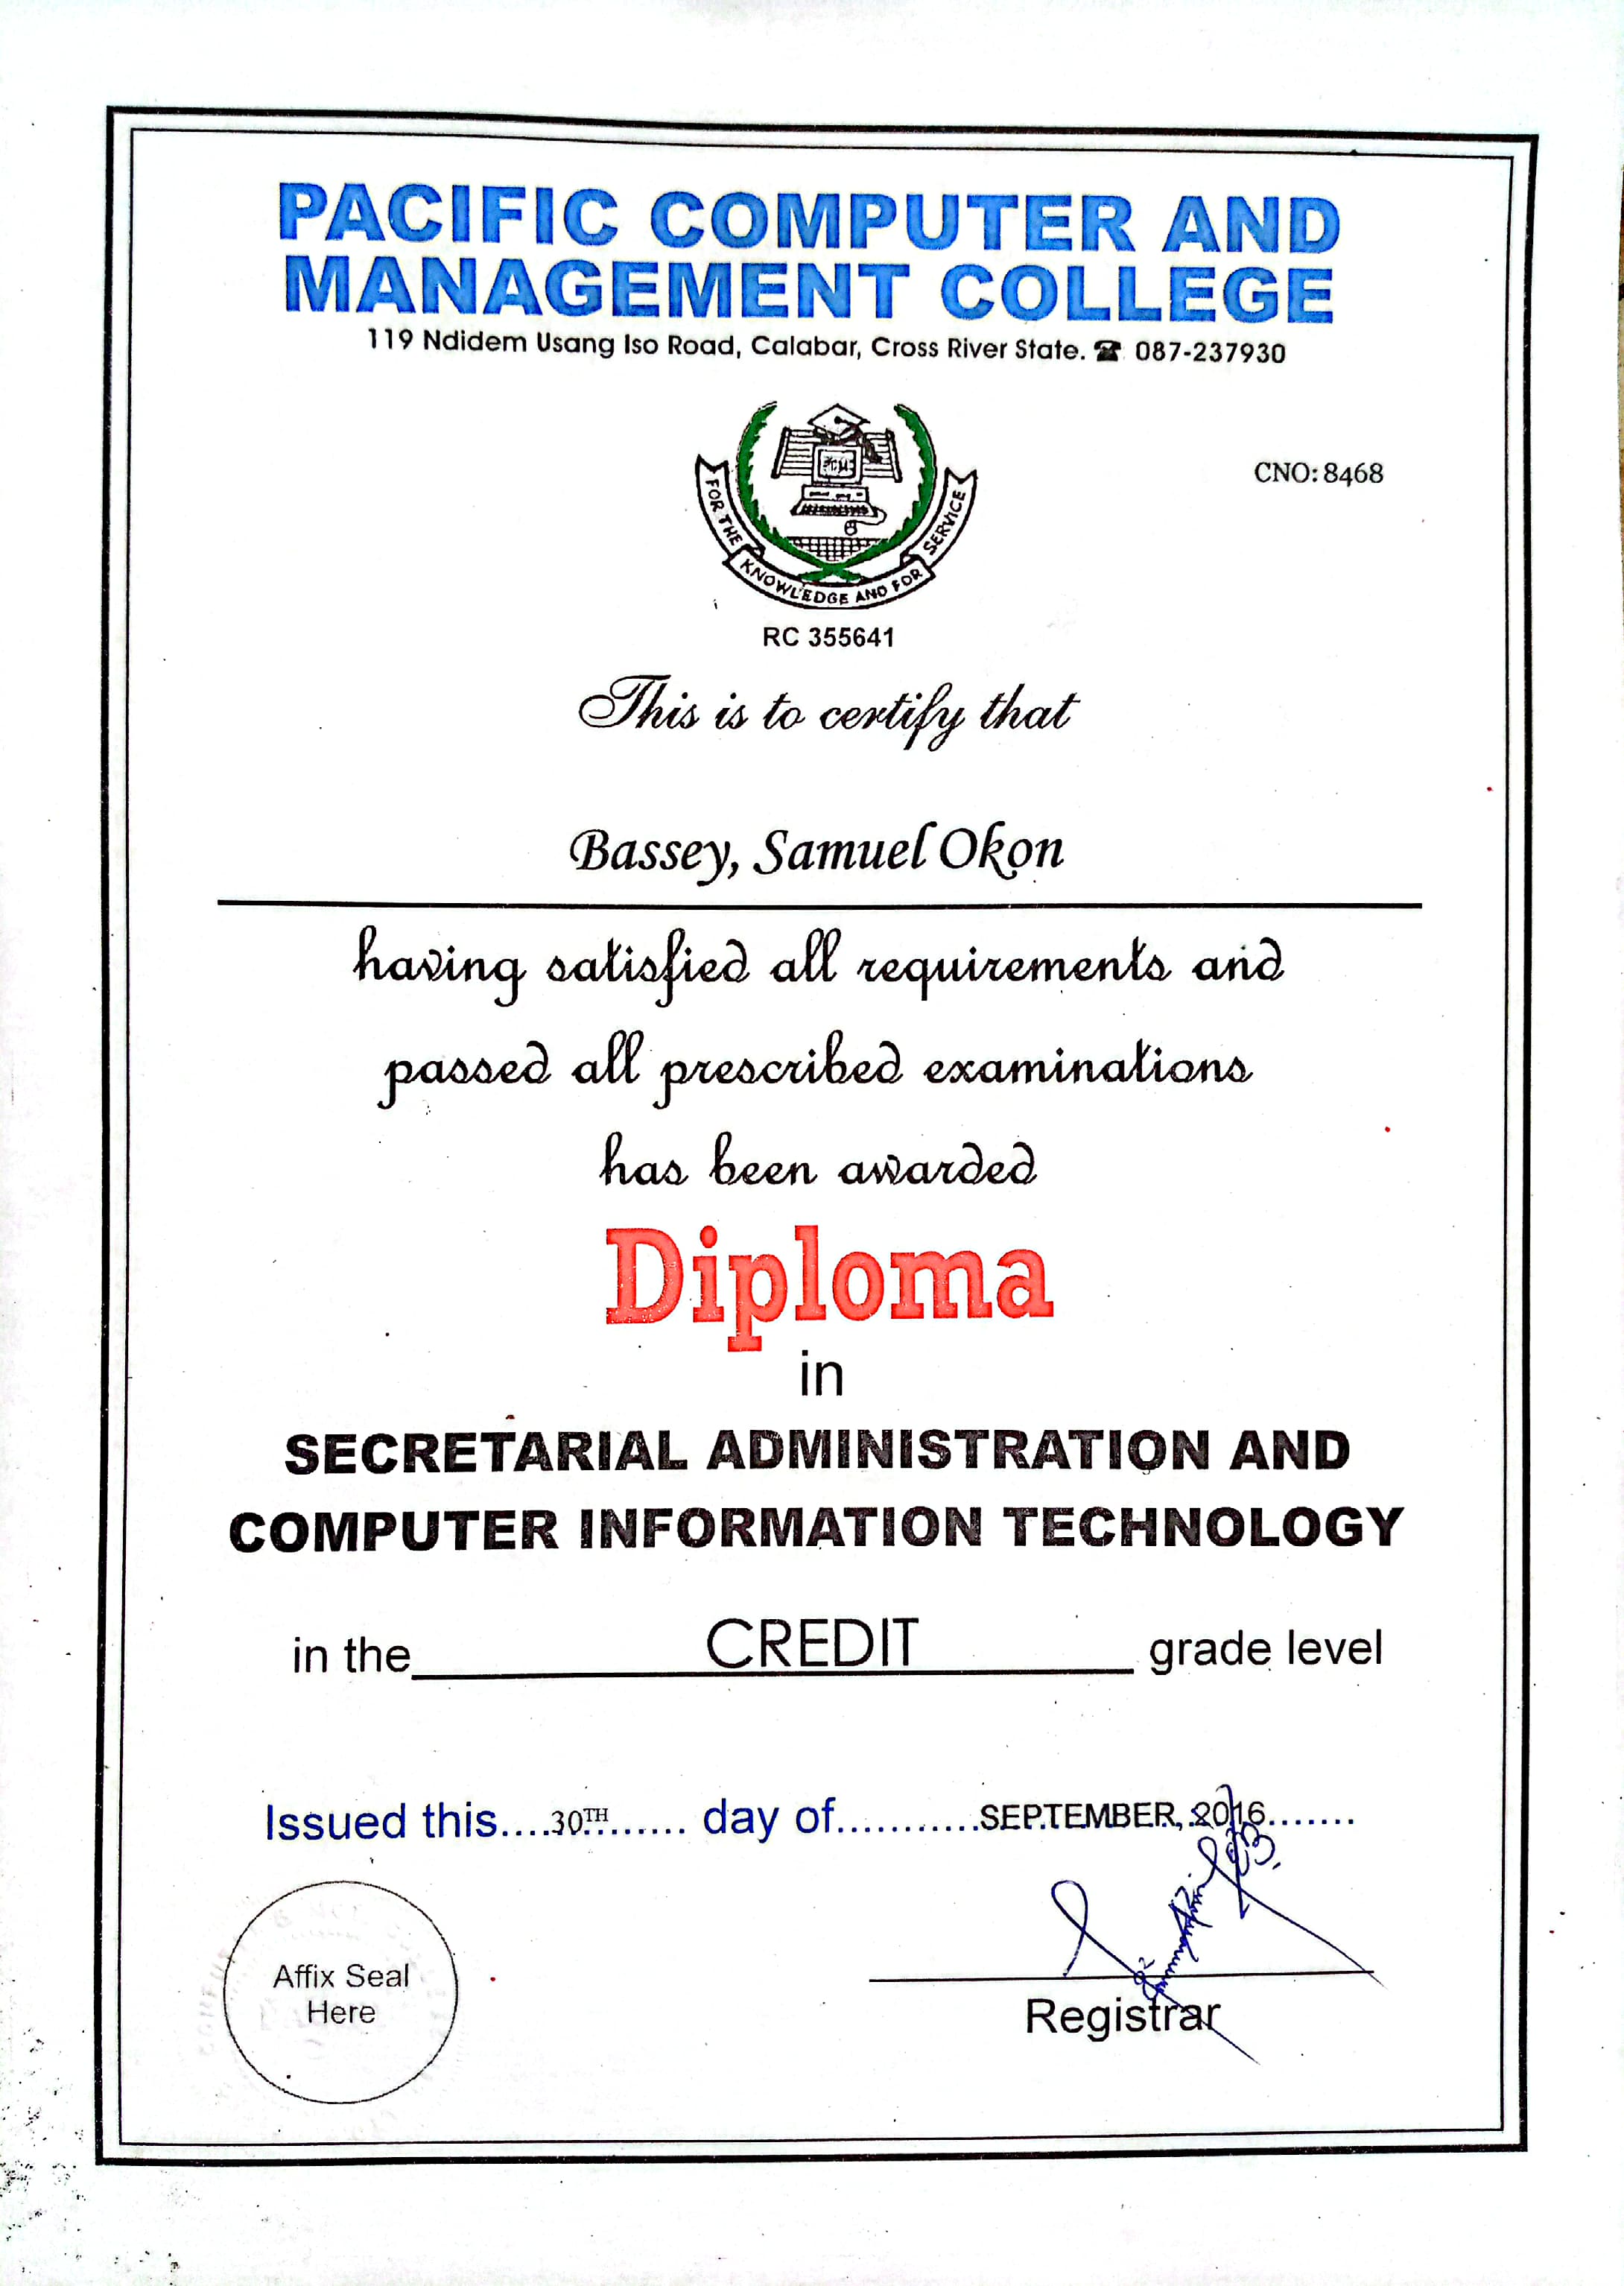 PACIFIC COMPUTER AND
MANAGEMENT COLLEGE
119 Ndidem Usang Iso Road, Calabar, Cross River State. ☎ 087-237930
CNO:8468
FOR THE KNOWLEDGE AND FOR SERVICE
RC 355641
This is to certify that
Bassey, Samuel Okon
having satisfied all requirements and
passed all prescribed examinations
has been awarded
Diploma
in
SECRETARIAL ADMINISTRATION AND
COMPUTER INFORMATION TECHNOLOGY
in the CREDIT grade level
Issued this.....30TH........ day of...........SEPTEMBER, 2016.......
Affix Seal
Here
Registrar